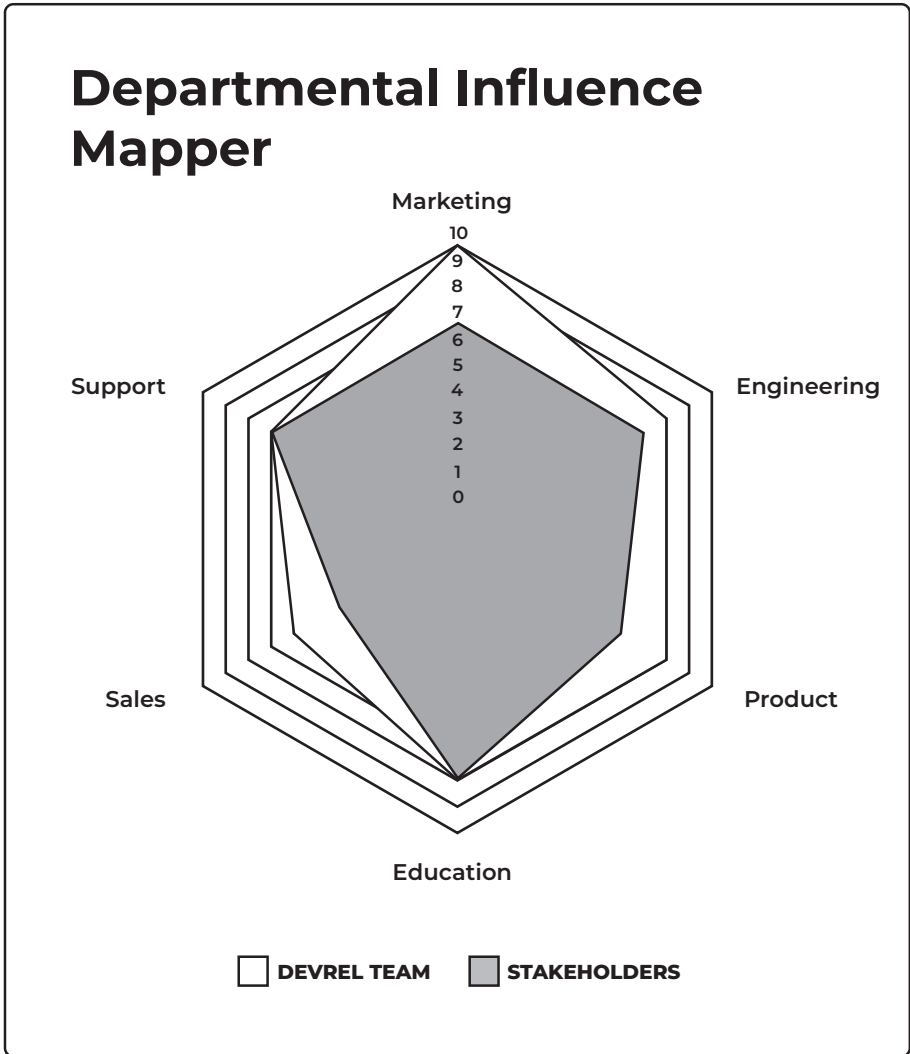 Departmental Influence
Mapper
Marketing
10
9
8
7
6
5
4
3
2
1
0
Support
Engineering
Sales
Product
Education
DEVREL TEAM
STAKEHOLDERS